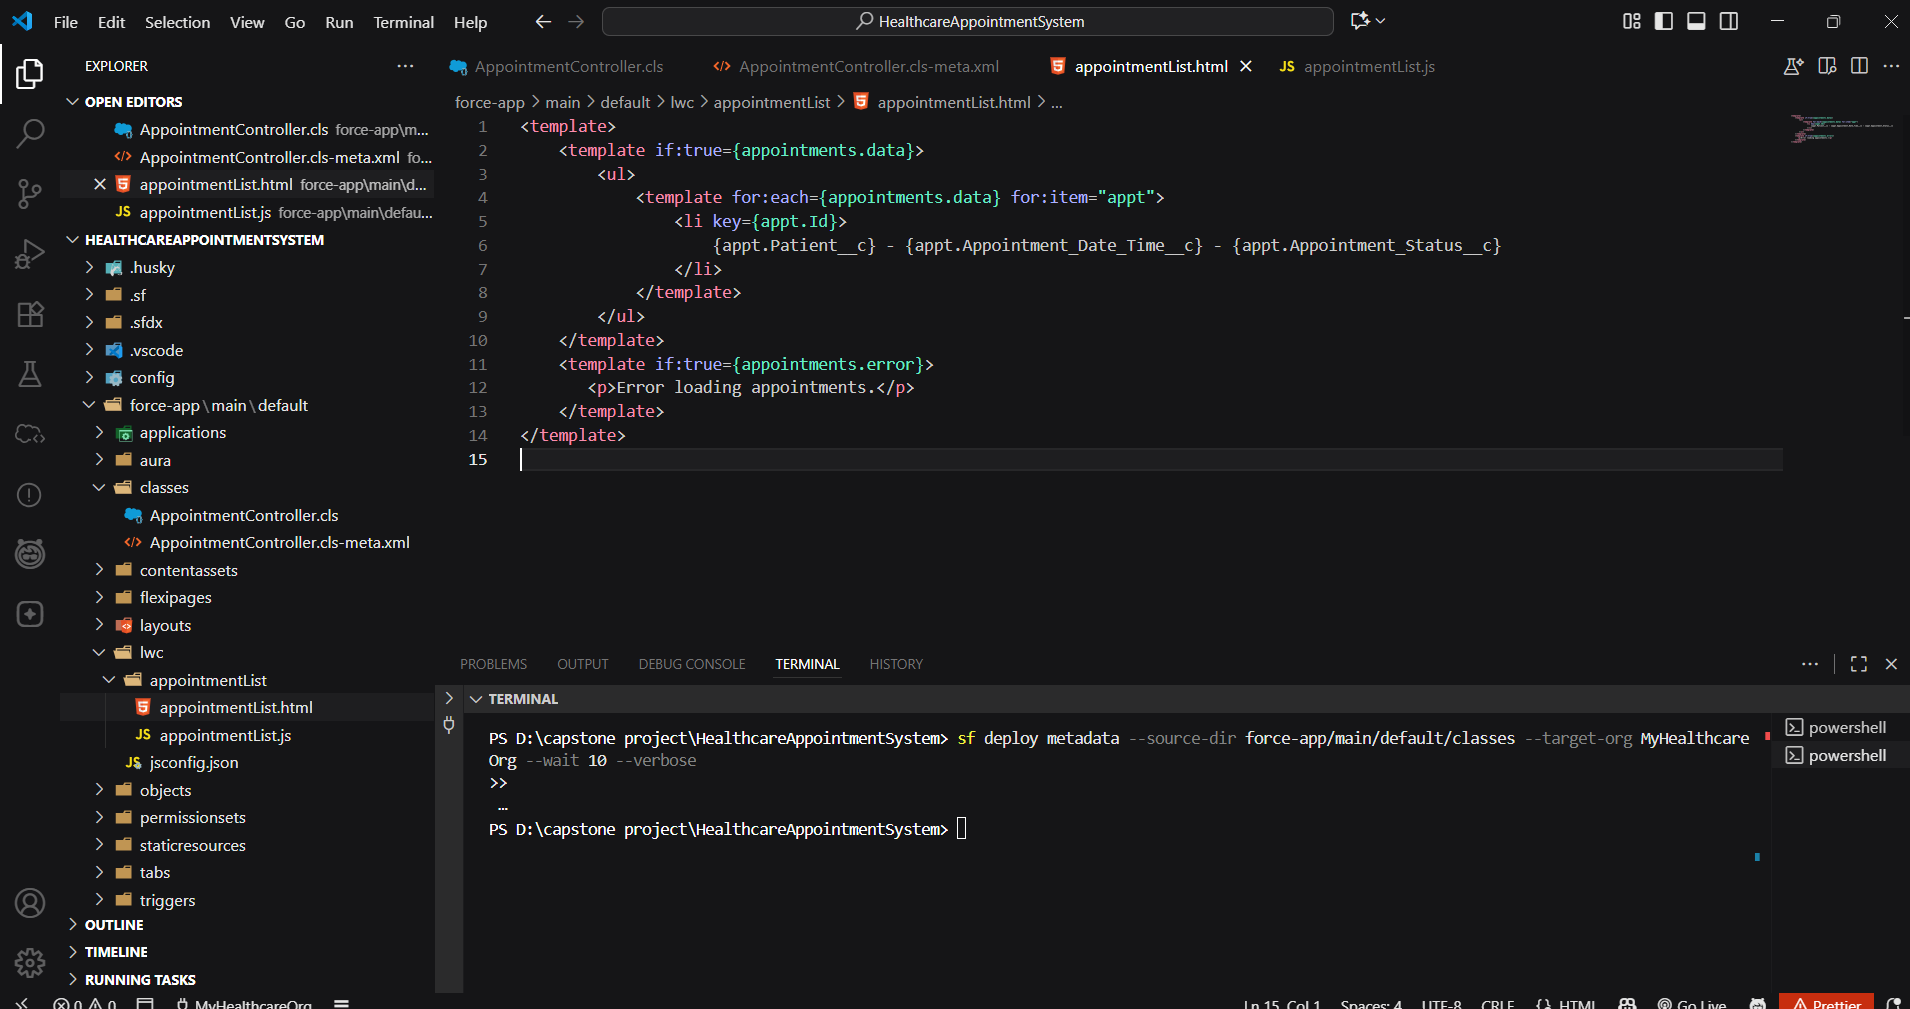 File Edit Selection View Go Run Terminal Help
HealthcareAppointmentSystem
EXPLORER
OPEN EDITORS
AppointmentController.cls force-app\m...
AppointmentController.cls-meta.xml fo...
appointmentList.html force-app\main\d...
JS appointmentList.js force-app\main\defau...
HEALTHCAREAPPOINTMENTSYSTEM
.husky
.sf
.sfdx
.vscode
config
force-app\main\default
applications
aura
classes
AppointmentController.cls
AppointmentController.cls-meta.xml
contentassets
flexipages
layouts
lwc
appointmentList
appointmentList.html
JS appointmentList.js
JS jsconfig.json
objects
permissionsets
staticresources
tabs
triggers
OUTLINE
TIMELINE
RUNNING TASKS
AppointmentController.cls AppointmentController.cls-meta.xml appointmentList.html JS appointmentList.js
force-app > main > default > lwc > appointmentList > appointmentList.html > ...
1 <template>
2 <template if:true={appointments.data}>
3 <ul>
4 <template for:each={appointments.data} for:item="appt">
5 <li key={appt.Id}>
6 {appt.Patient__c} - {appt.Appointment_Date_Time__c} - {appt.Appointment_Status__c}
7 </li>
8 </template>
9 </ul>
10 </template>
11 <template if:true={appointments.error}>
12 <p>Error loading appointments.</p>
13 </template>
14 </template>
15
PROBLEMS OUTPUT DEBUG CONSOLE TERMINAL HISTORY
TERMINAL
PS D:\capstone project\HealthcareAppointmentSystem> sf deploy metadata --source-dir force-app/main/default/classes --target-org MyHealthcare
Org --wait 10 --verbose
>>
…
PS D:\capstone project\HealthcareAppointmentSystem>
powershell
powershell
0 0 MyHealthcareOrg Ln 15, Col 1 Spaces: 4 UTF-8 CRLF {} HTML Go Live Prettier